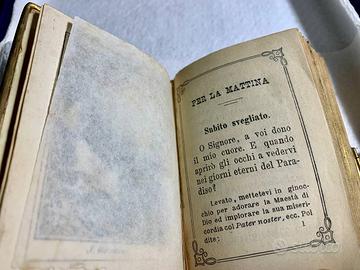 PER LA MATTINA
Subito svegliato.
O Signore, a voi dono
il mio cuore. E quando
aprirò gli occhi a vedervi
nei giorni eterni del Para-
diso?
Levato, mettetevi in ginoc-
chio per adorare la Maestà di
Dio ed implorare la sua miseri-
cordia col Pater noster, ecc. Poi
dite:
1